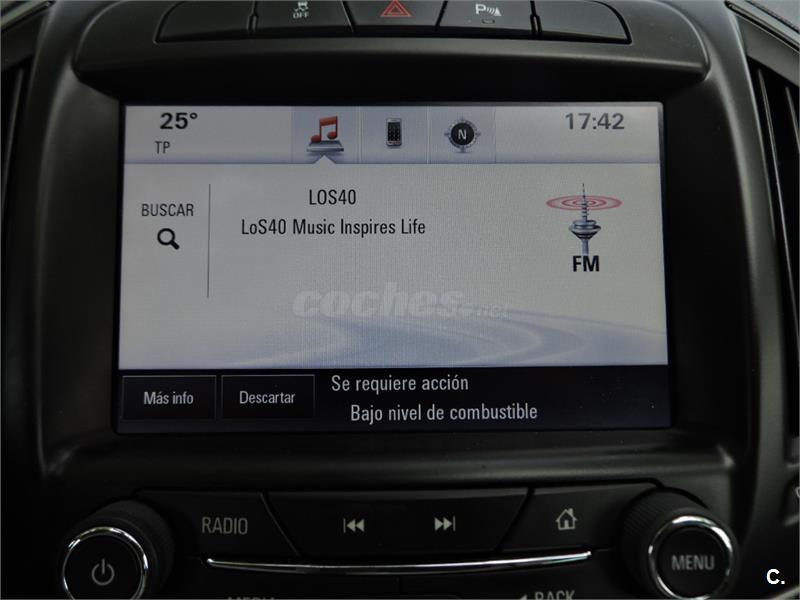 OFF
P
25°
17:42
TP
N
BUSCAR
LOS40
LoS40 Music Inspires Life
FM
coches.net
Más info
Descartar
Se requiere acción
Bajo nivel de combustible
RADIO
MENU
MEDIA
BACK
C.